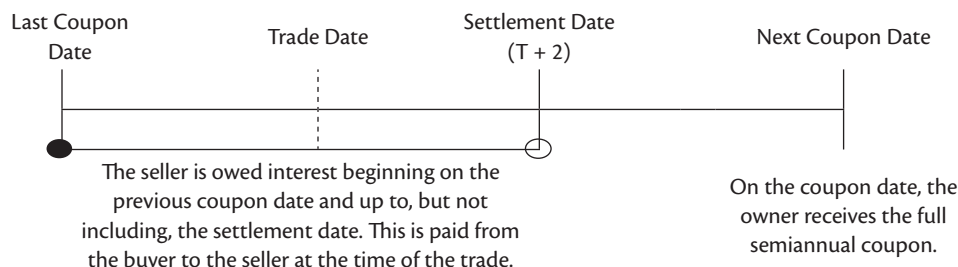 Last Coupon
Date
Trade Date
Settlement Date
(T + 2)
Next Coupon Date
The seller is owed interest beginning on the
previous coupon date and up to, but not
including, the settlement date. This is paid from
the buyer to the seller at the time of the trade.
On the coupon date, the
owner receives the full
semiannual coupon.